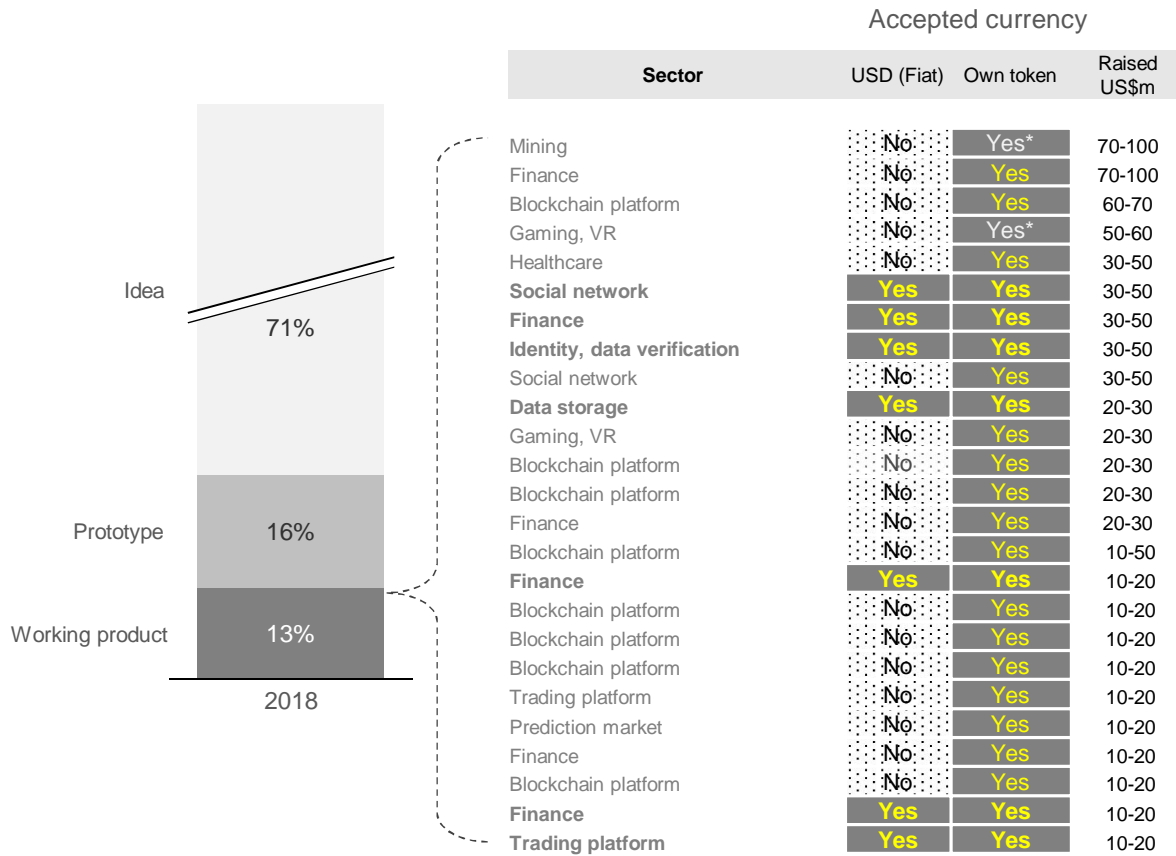 Accepted currency
Sector USD (Fiat) Own token Raised
US$m
Mining No Yes* 70-100
Finance No Yes 70-100
Blockchain platform No Yes 60-70
Gaming, VR No Yes* 50-60
Healthcare No Yes 30-50
Social network Yes Yes 30-50
Finance Yes Yes 30-50
Identity, data verification Yes Yes 30-50
Social network No Yes 30-50
Data storage Yes Yes 20-30
Gaming, VR No Yes 20-30
Blockchain platform No Yes 20-30
Blockchain platform No Yes 20-30
Finance No Yes 20-30
Blockchain platform No Yes 10-50
Finance Yes Yes 10-20
Blockchain platform No Yes 10-20
Blockchain platform No Yes 10-20
Blockchain platform No Yes 10-20
Trading platform No Yes 10-20
Prediction market No Yes 10-20
Finance No Yes 10-20
Blockchain platform No Yes 10-20
Finance Yes Yes 10-20
Trading platform Yes Yes 10-20
Idea
71%
Prototype 16%
Working product 13%
2018